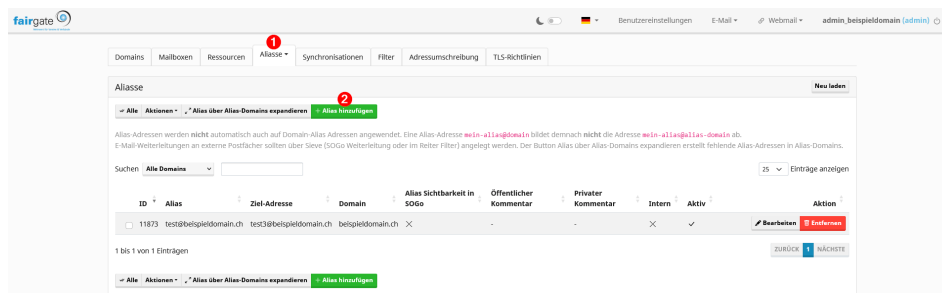 fairgate
Benutzereinstellungen E-Mail Webmail admin_beispieldomain (admin)
1
Domains Mailboxen Ressourcen Aliasse Synchronisationen Filter Adressumschreibung TLS-Richtlinien
Aliasse Neu laden
2
Alle Aktionen Alias über Alias-Domains expandieren + Alias hinzufügen
Alias-Adressen werden nicht automatisch auch auf Domain-Alias Adressen angewendet. Eine Alias-Adresse mein-alias@domain bildet demnach nicht die Adresse mein-alias@alias-domain ab.
E-Mail-Weiterleitungen an externe Postfächer sollten über Sieve (SOGo Weiterleitung oder im Reiter Filter) angelegt werden. Der Button Alias über Alias-Domains expandieren erstellt fehlende Alias-Adressen in Alias-Domains.
Suchen Alle Domains 25 Einträge anzeigen
ID Alias Ziel-Adresse Domain Alias Sichtbarkeit in SOGo Öffentlicher Kommentar Privater Kommentar Intern Aktiv Aktion
11873 test@beispieldomain.ch test3@beispieldomain.ch beispieldomain.ch - - Bearbeiten Entfernen
1 bis 1 von 1 Einträgen ZURÜCK 1 NÄCHSTE
Alle Aktionen Alias über Alias-Domains expandieren + Alias hinzufügen